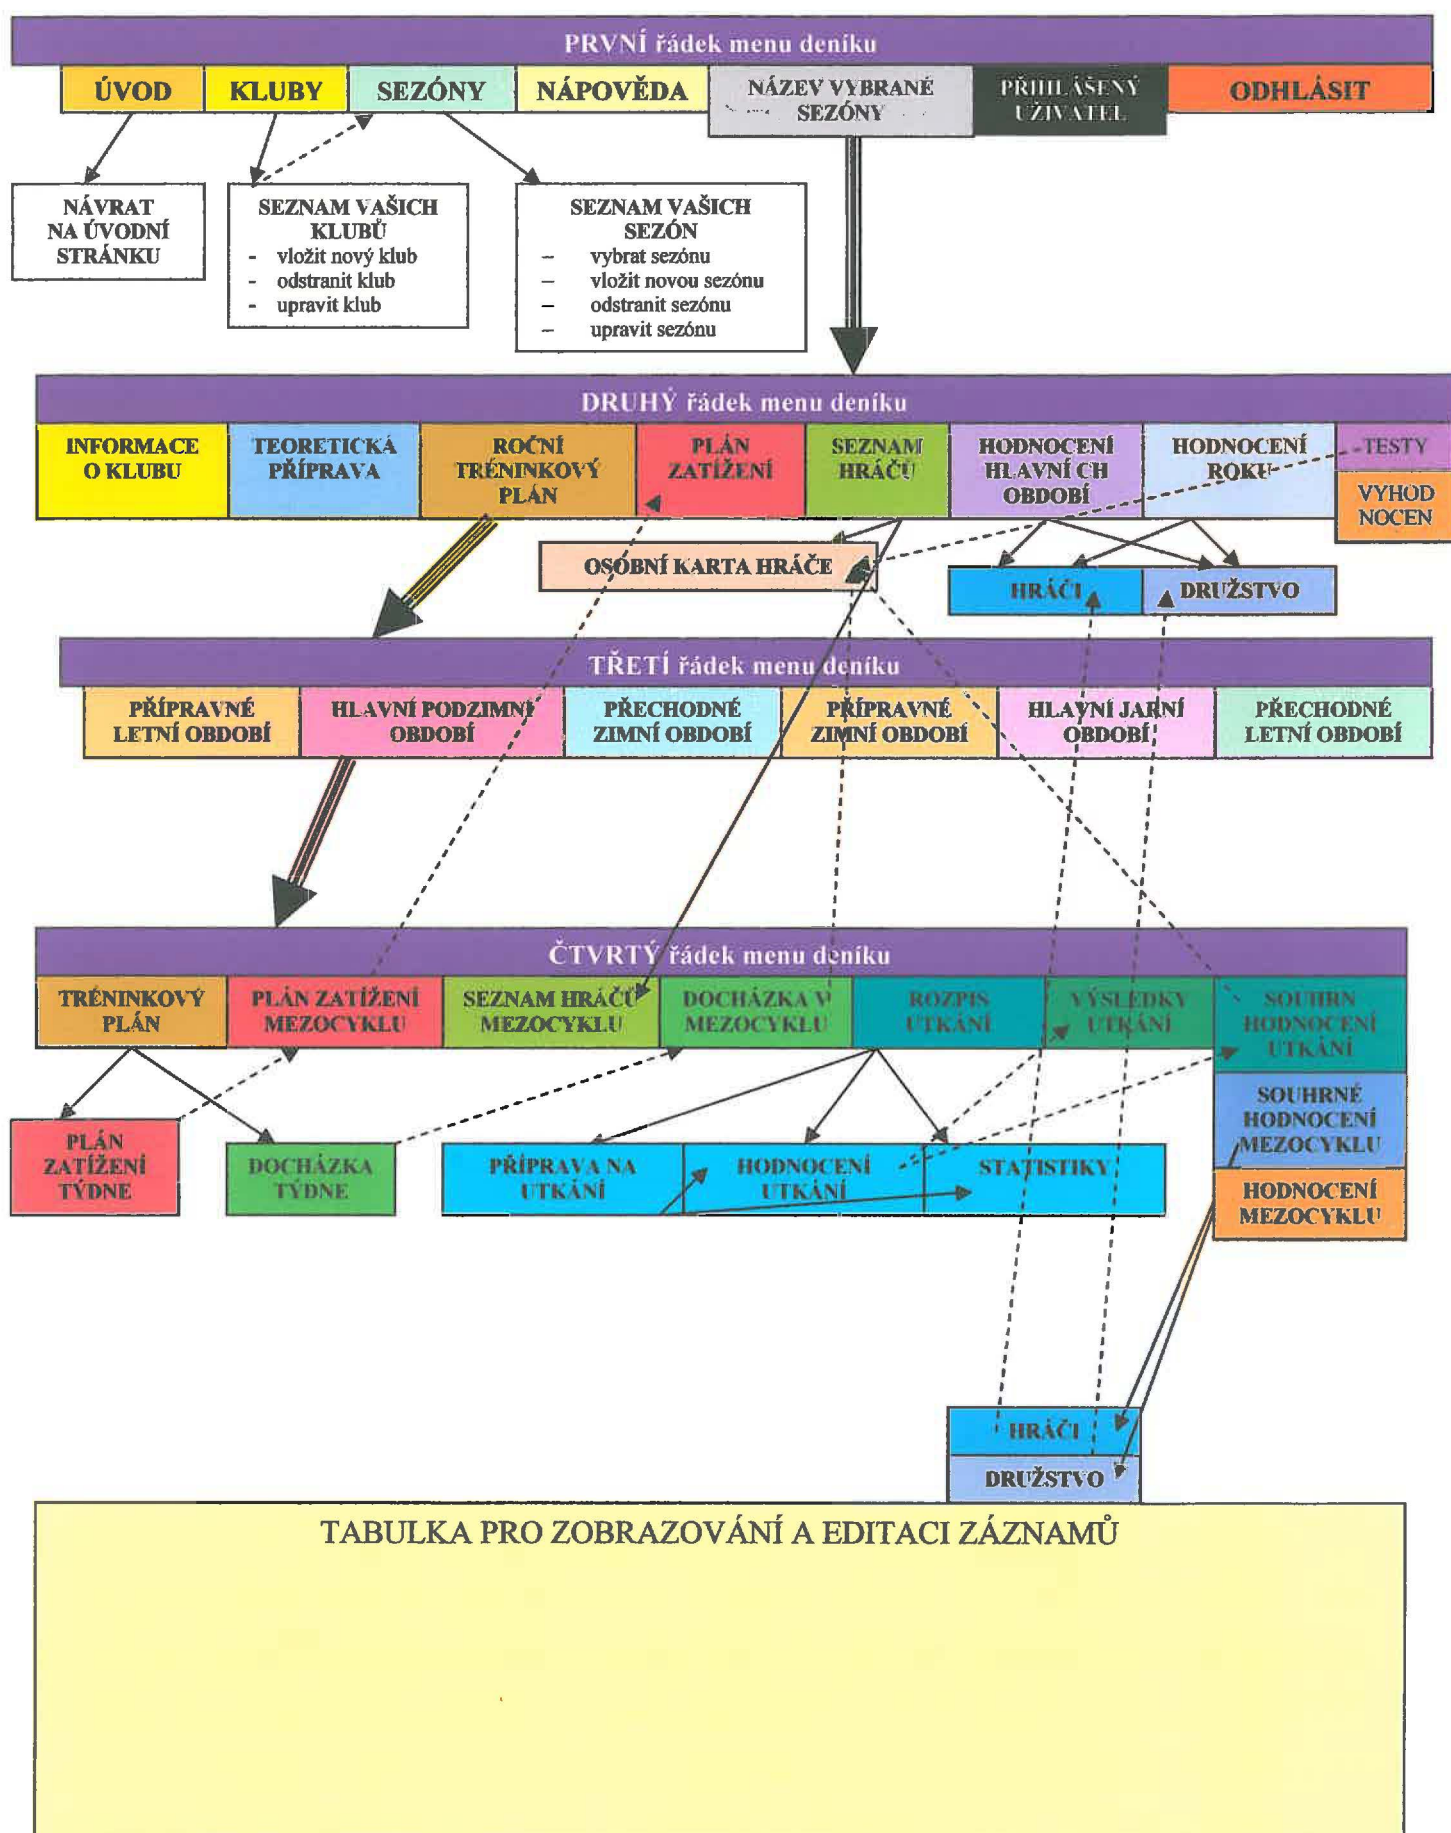 PRVNÍ řádek menu deníku
ÚVOD
KLUBY
SEZÓNY
NÁPOVĚDA
NÁZEV VYBRANÉ
SEZÓNY
PŘIHLÁŠENÝ
UŽIVATEL
ODHLÁSIT
NÁVRAT
NA ÚVODNÍ
STRÁNKU
SEZNAM VAŠICH
KLUBŮ
- vložit nový klub
- odstranit klub
- upravit klub
SEZNAM VAŠICH
SEZÓN
– vybrat sezónu
– vložit novou sezónu
– odstranit sezónu
– upravit sezónu
DRUHÝ řádek menu deníku
INFORMACE
O KLUBU
TEORETICKÁ
PŘÍPRAVA
ROČNÍ
TRÉNINKOVÝ
PLÁN
PLÁN
ZATÍŽENÍ
SEZNAM
HRÁČŮ
HODNOCENÍ
HLAVNÍ CH
OBDOBÍ
HODNOCENÍ
ROKU
TESTY
VYHOD
NOCEN
OSOBNÍ KARTA HRÁČE
HRÁČI
DRUŽSTVO
TŘETÍ řádek menu deníku
PŘÍPRAVNÉ
LETNÍ OBDOBÍ
HLAVNÍ PODZIMNÍ
OBDOBÍ
PŘECHODNÉ
ZIMNÍ OBDOBÍ
PŘÍPRAVNÉ
ZIMNÍ OBDOBÍ
HLAVNÍ JARNÍ
OBDOBÍ
PŘECHODNÉ
LETNÍ OBDOBÍ
ČTVRTÝ řádek menu deníku
TRÉNINKOVÝ
PLÁN
PLÁN ZATÍŽENÍ
MEZOCYKLU
SEZNAM HRÁČŮ
MEZOCYKLU
DOCHÁZKA V
MEZOCYKLU
ROZPIS
UTKÁNÍ
VÝSLEDKY
UTKÁNÍ
SOUHRN
HODNOCENÍ
UTKÁNÍ
SOUHRNÉ
HODNOCENÍ
MEZOCYKLU
HODNOCENÍ
MEZOCYKLU
PLÁN
ZATÍŽENÍ
TÝDNE
DOCHÁZKA
TÝDNE
PŘÍPRAVA NA
UTKÁNÍ
HODNOCENÍ
UTKÁNÍ
STATISTIKY
HRÁČI
DRUŽSTVO
TABULKA PRO ZOBRAZOVÁNÍ A EDITACI ZÁZNAMŮ